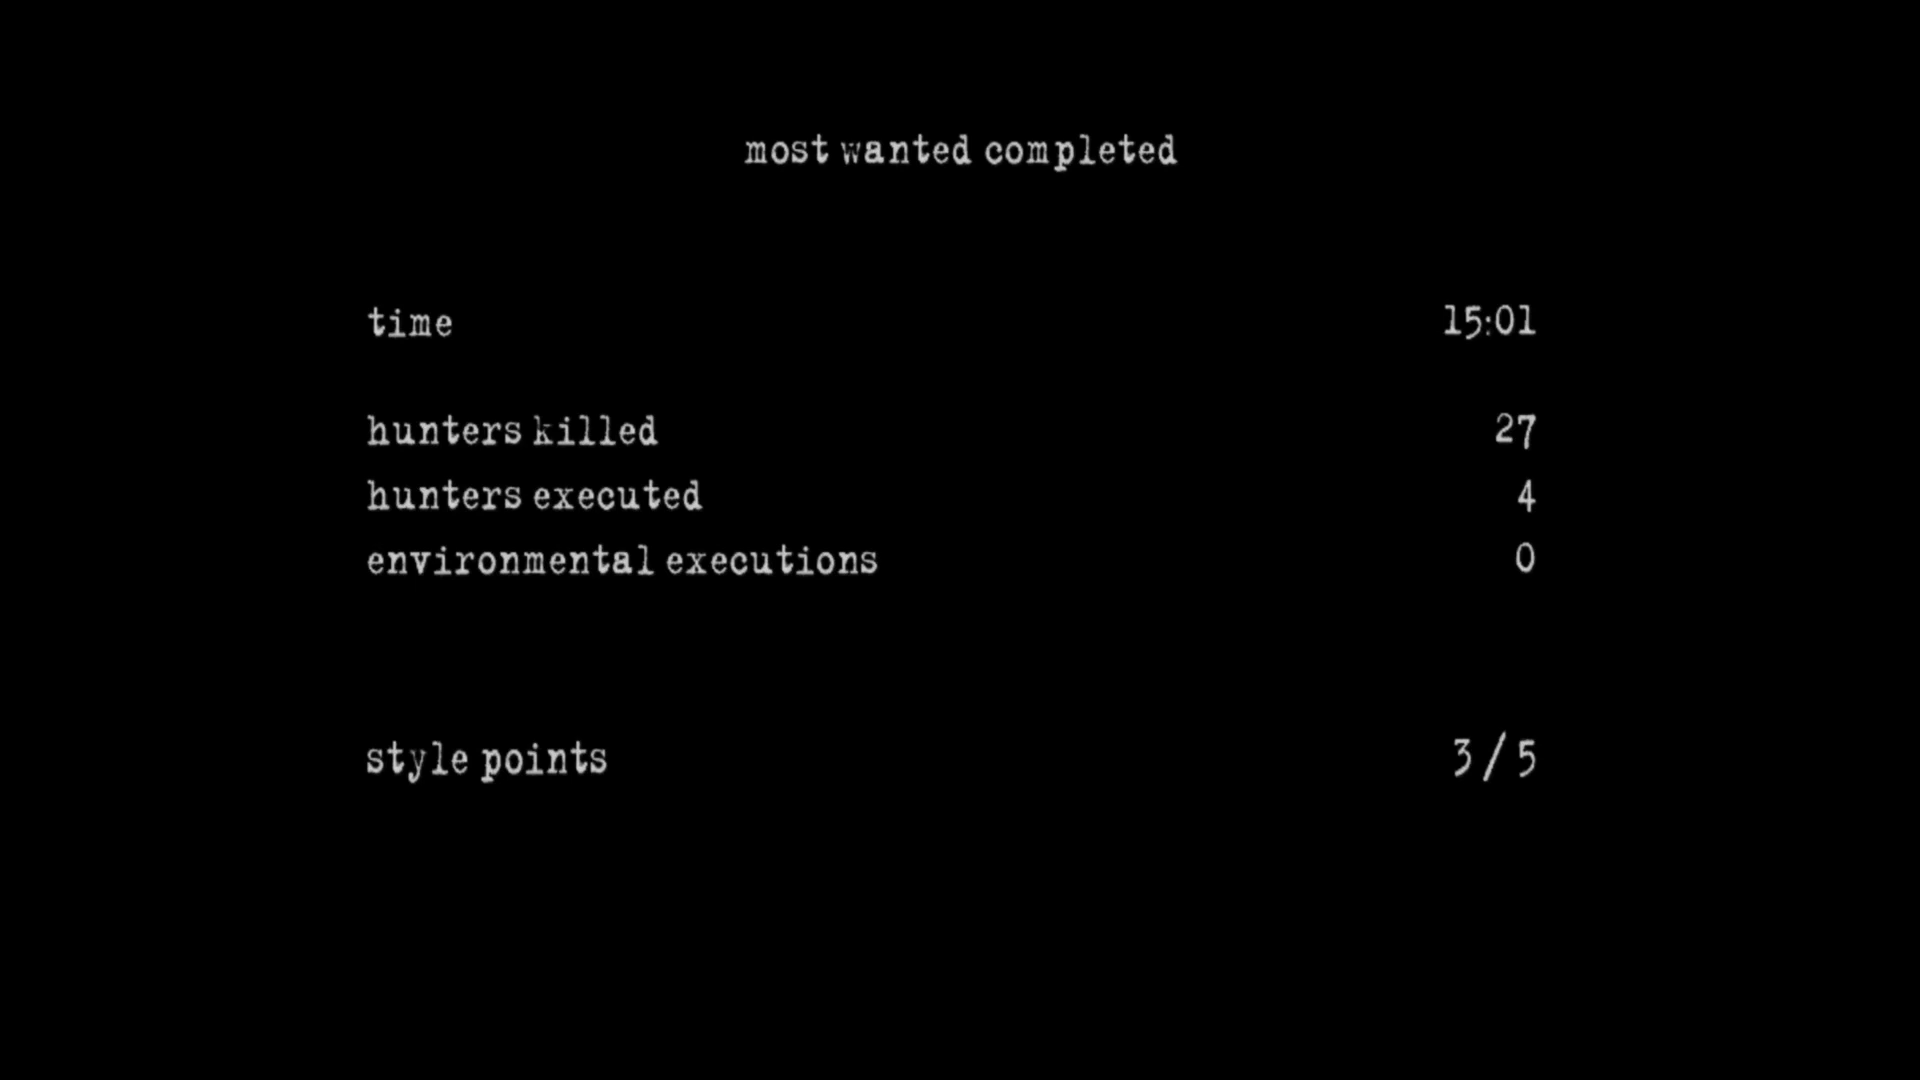 most wanted completed
time 15:01
hunters killed 27
hunters executed 4
environmental executions 0
style points 3 / 5